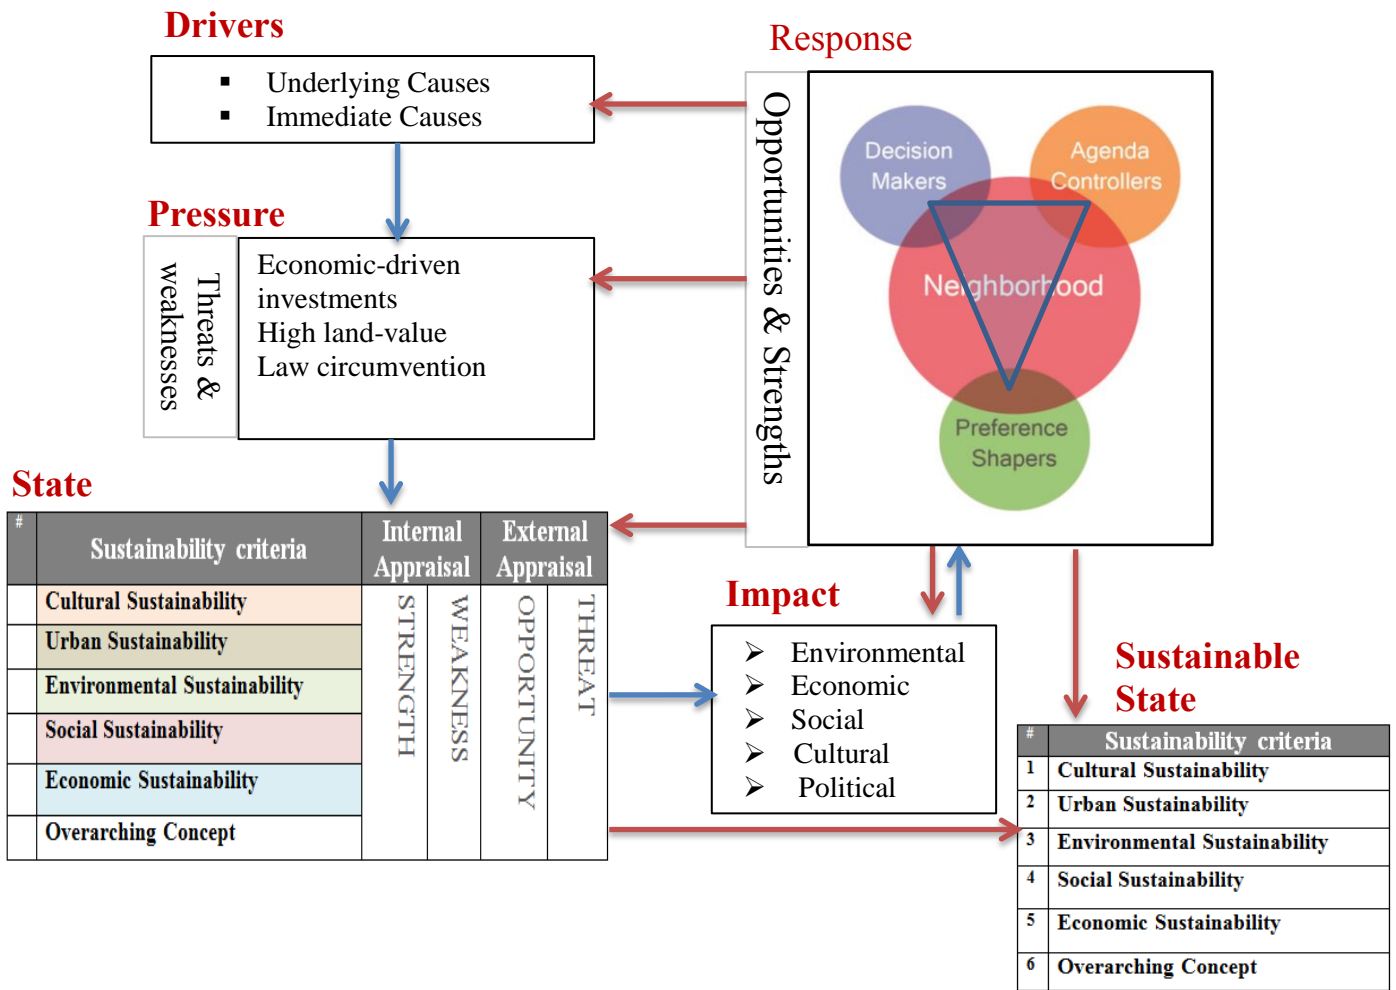 Drivers
▪ Underlying Causes
▪ Immediate Causes
Response
Opportunities & Strengths
Decision
Makers
Agenda
Controllers
Neighborhood
Preference
Shapers
Pressure
Threats &
weaknesses
Economic-driven
investments
High land-value
Law circumvention
State
# Sustainability criteria
Internal
Appraisal
External
Appraisal
Cultural Sustainability
Urban Sustainability
Environmental Sustainability
Social Sustainability
Economic Sustainability
Overarching Concept
STRENGTH
WEAKNESS
OPPORTUNITY
THREAT
Impact
➢ Environmental
➢ Economic
➢ Social
➢ Cultural
➢ Political
Sustainable
State
# Sustainability criteria
1 Cultural Sustainability
2 Urban Sustainability
3 Environmental Sustainability
4 Social Sustainability
5 Economic Sustainability
6 Overarching Concept